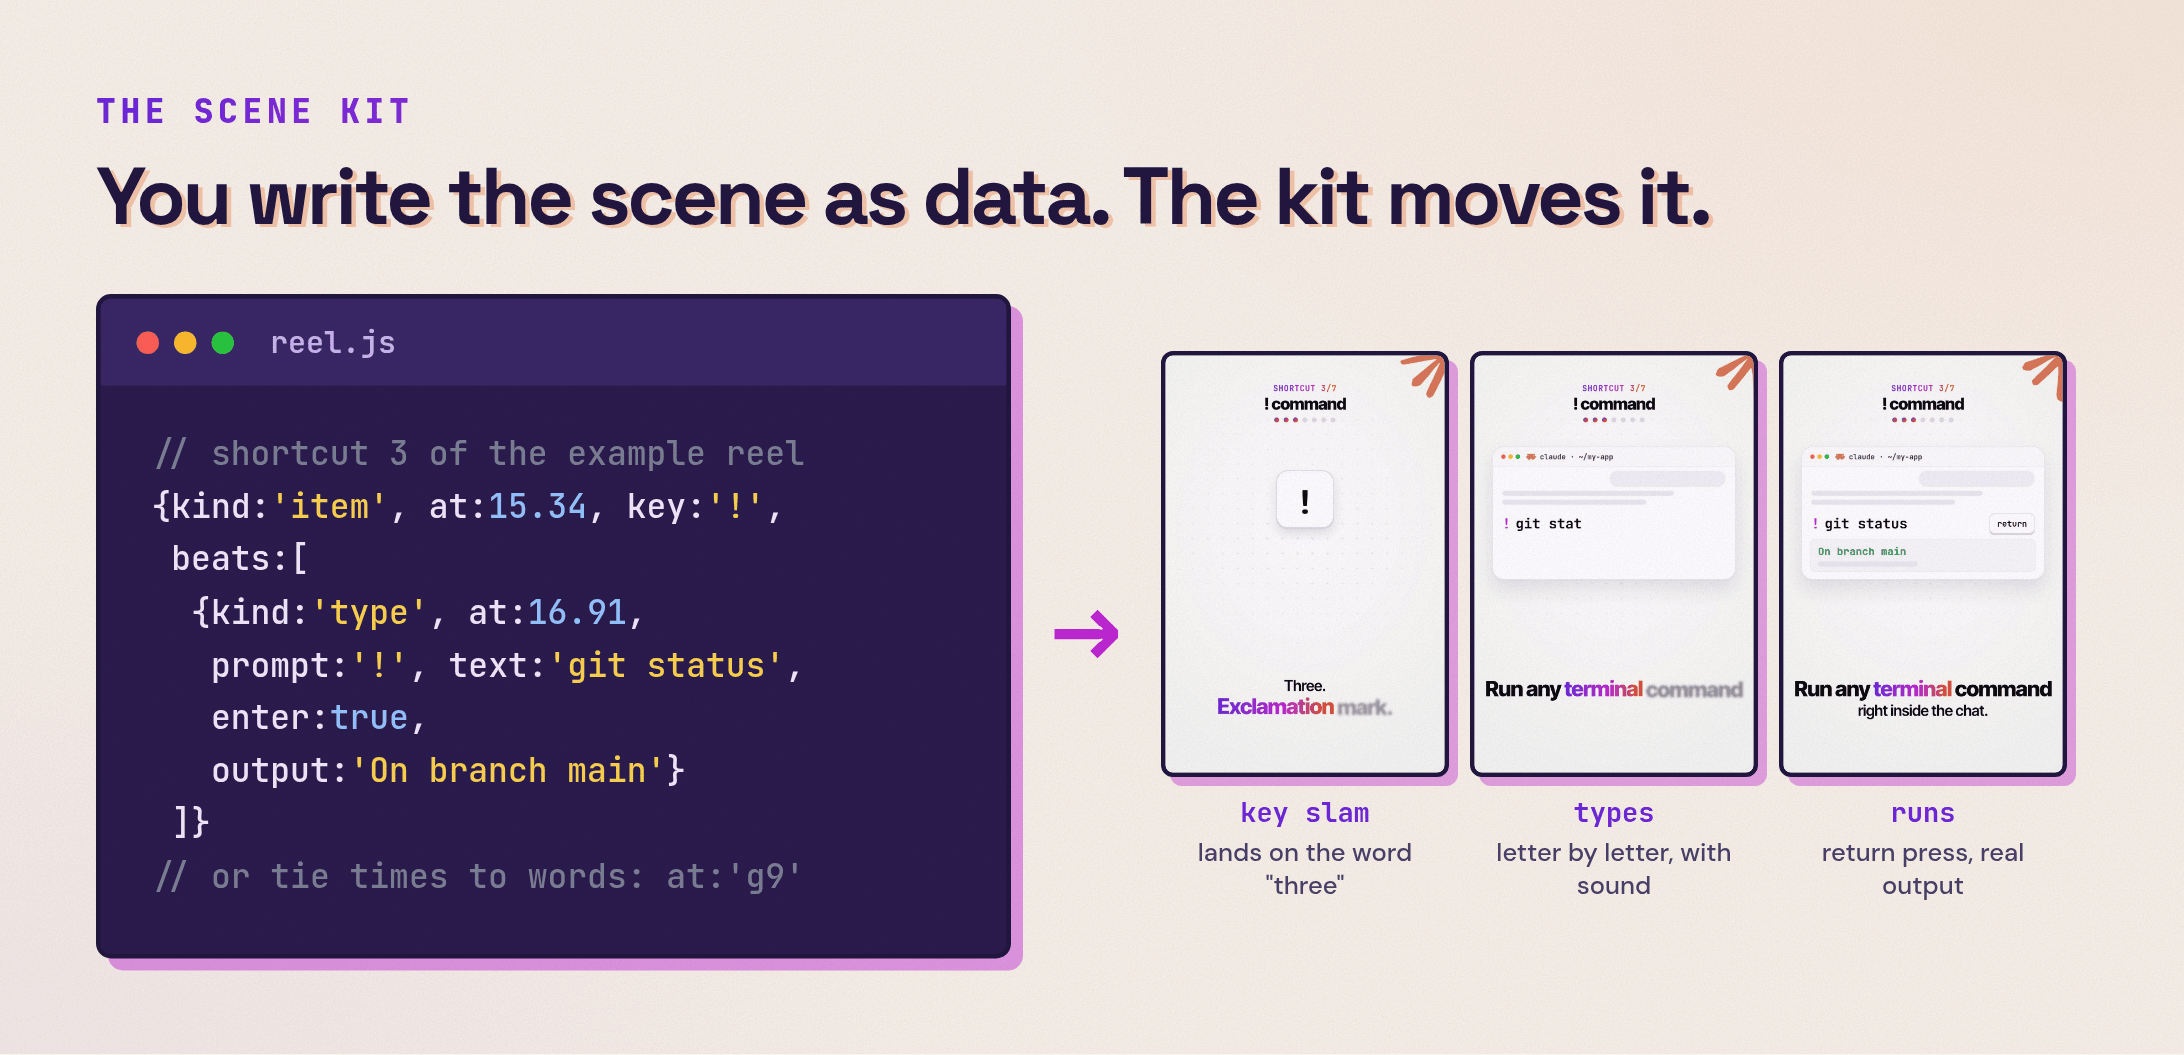 THE SCENE KIT
You write the scene as data. The kit moves it.
reel.js
// shortcut 3 of the example reel
{kind:'item', at:15.34, key:'!',
beats:[
{kind:'type', at:16.91,
prompt:'!', text:'git status',
enter:true,
output:'On branch main'}
]}
// or tie times to words: at:'g9'
→
SHORTCUT 3/7
! command
!
Three.
Exclamation mark.
key slam
lands on the word
"three"
SHORTCUT 3/7
! command
claude · ~/my-app
! git stat
Run any terminal command
types
letter by letter, with
sound
SHORTCUT 3/7
! command
claude · ~/my-app
! git status
return
On branch main
Run any terminal command
right inside the chat.
runs
return press, real
output